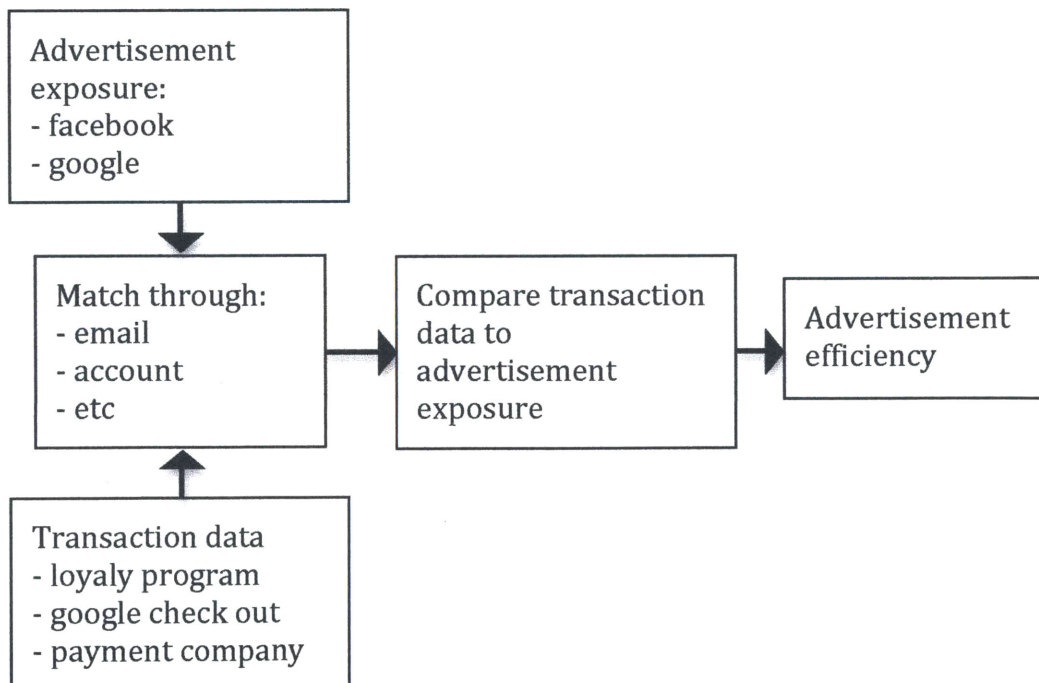 Advertisement
exposure:
- facebook
- google
Match through:
- email
- account
- etc
Compare transaction
data to
advertisement
exposure
Advertisement
efficiency
Transaction data
- loyaly program
- google check out
- payment company